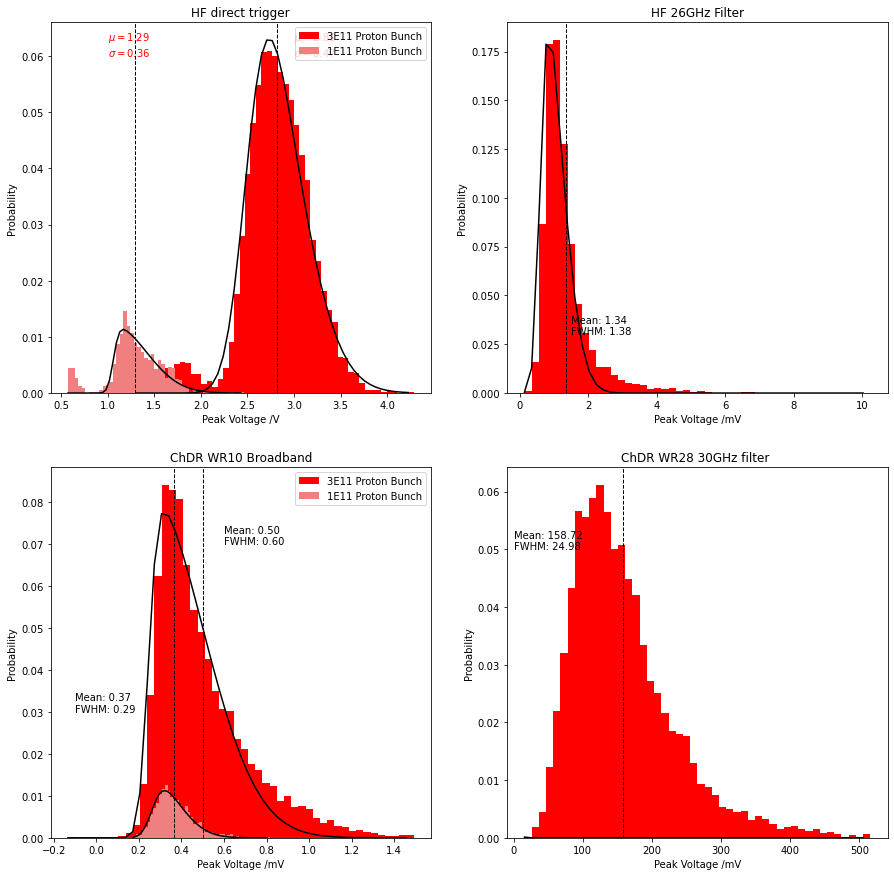 HF direct trigger
μ = 1.29
σ = 0.36
3E11 Proton Bunch
1E11 Proton Bunch
Probability
0.06
0.05
0.04
0.03
0.02
0.01
0.00
0.5 1.0 1.5 2.0 2.5 3.0 3.5 4.0
Peak Voltage /V
HF 26GHz Filter
Probability
0.175
0.150
0.125
0.100
0.075
0.050
0.025
0.000
Mean: 1.34
FWHM: 1.38
0 2 4 6 8 10
Peak Voltage /mV
ChDR WR10 Broadband
3E11 Proton Bunch
1E11 Proton Bunch
Probability
0.08
0.07
0.06
0.05
0.04
0.03
0.02
0.01
0.00
Mean: 0.50
FWHM: 0.60
Mean: 0.37
FWHM: 0.29
−0.2 0.0 0.2 0.4 0.6 0.8 1.0 1.2 1.4
Peak Voltage /mV
ChDR WR28 30GHz filter
Probability
0.06
0.05
0.04
0.03
0.02
0.01
0.00
Mean: 158.72
FWHM: 24.98
0 100 200 300 400 500
Peak Voltage /mV